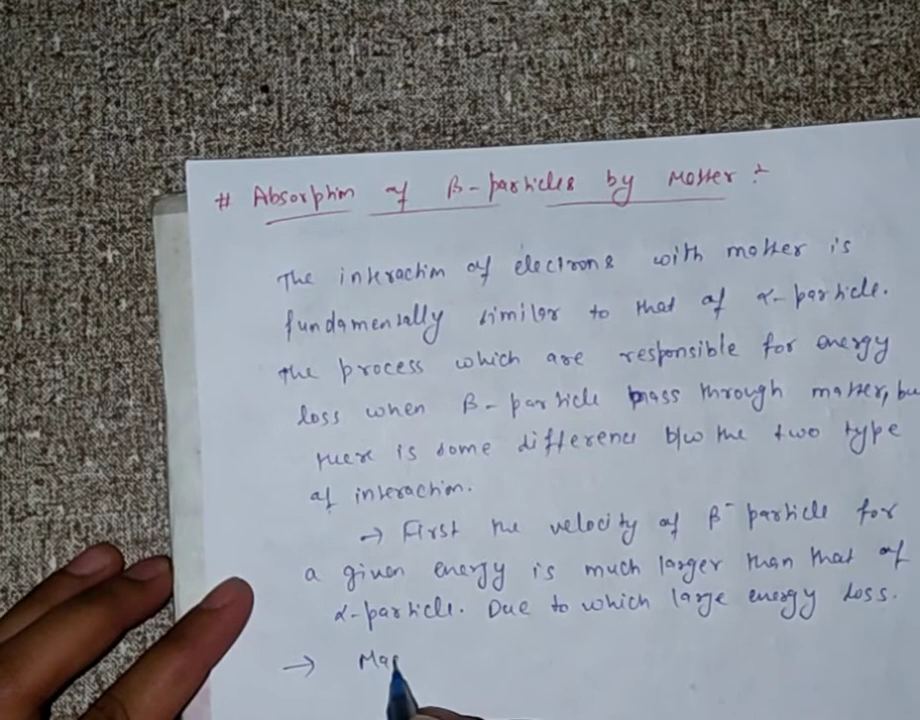 # Absorption of β-particles by Matter:
The interaction of electrons with matter is
fundamentally similar to that of α-particle.
The process which are responsible for energy
loss when β-particle pass through matter, bu
there is some difference b/w the two type
of interaction.
→ First the velocity of β⁻ particle for
a given energy is much larger than that of
α-particle. Due to which large energy loss.
→ Mas